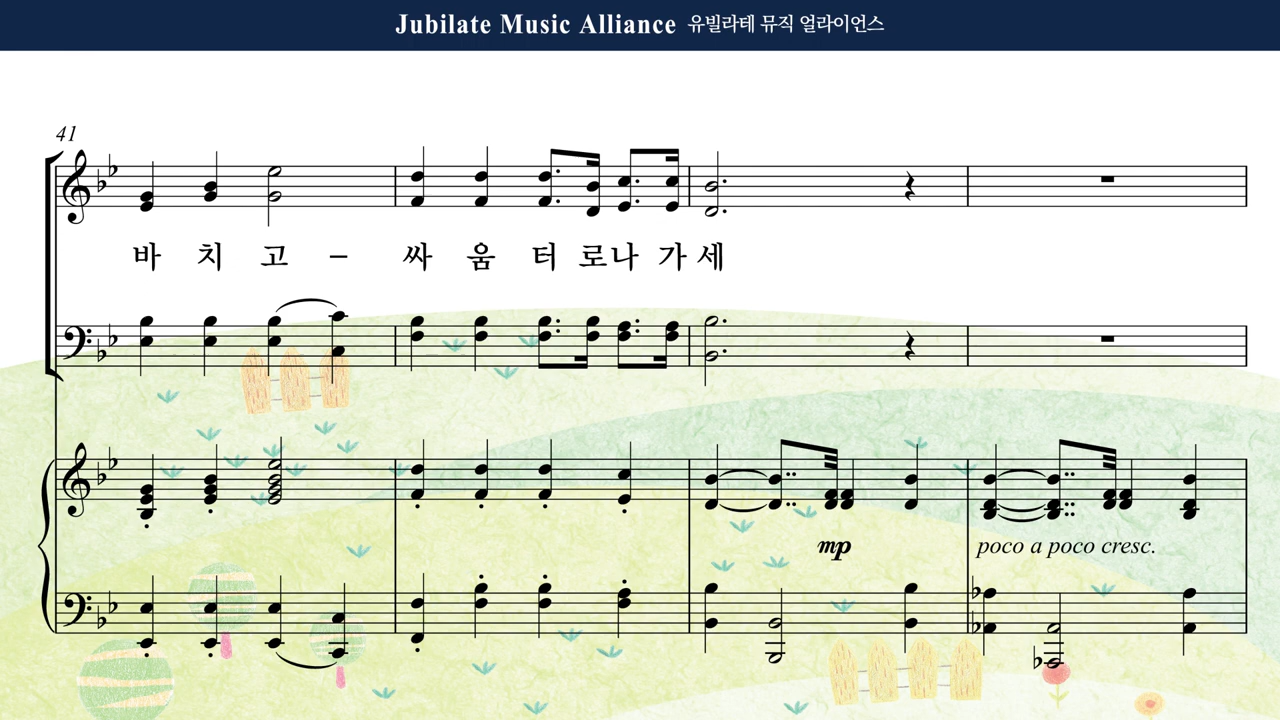 Jubilate Music Alliance 유빌라테 뮤직 얼라이언스
41
바 치 고 – 싸 움 터 로나 가 세
mp poco a poco cresc.